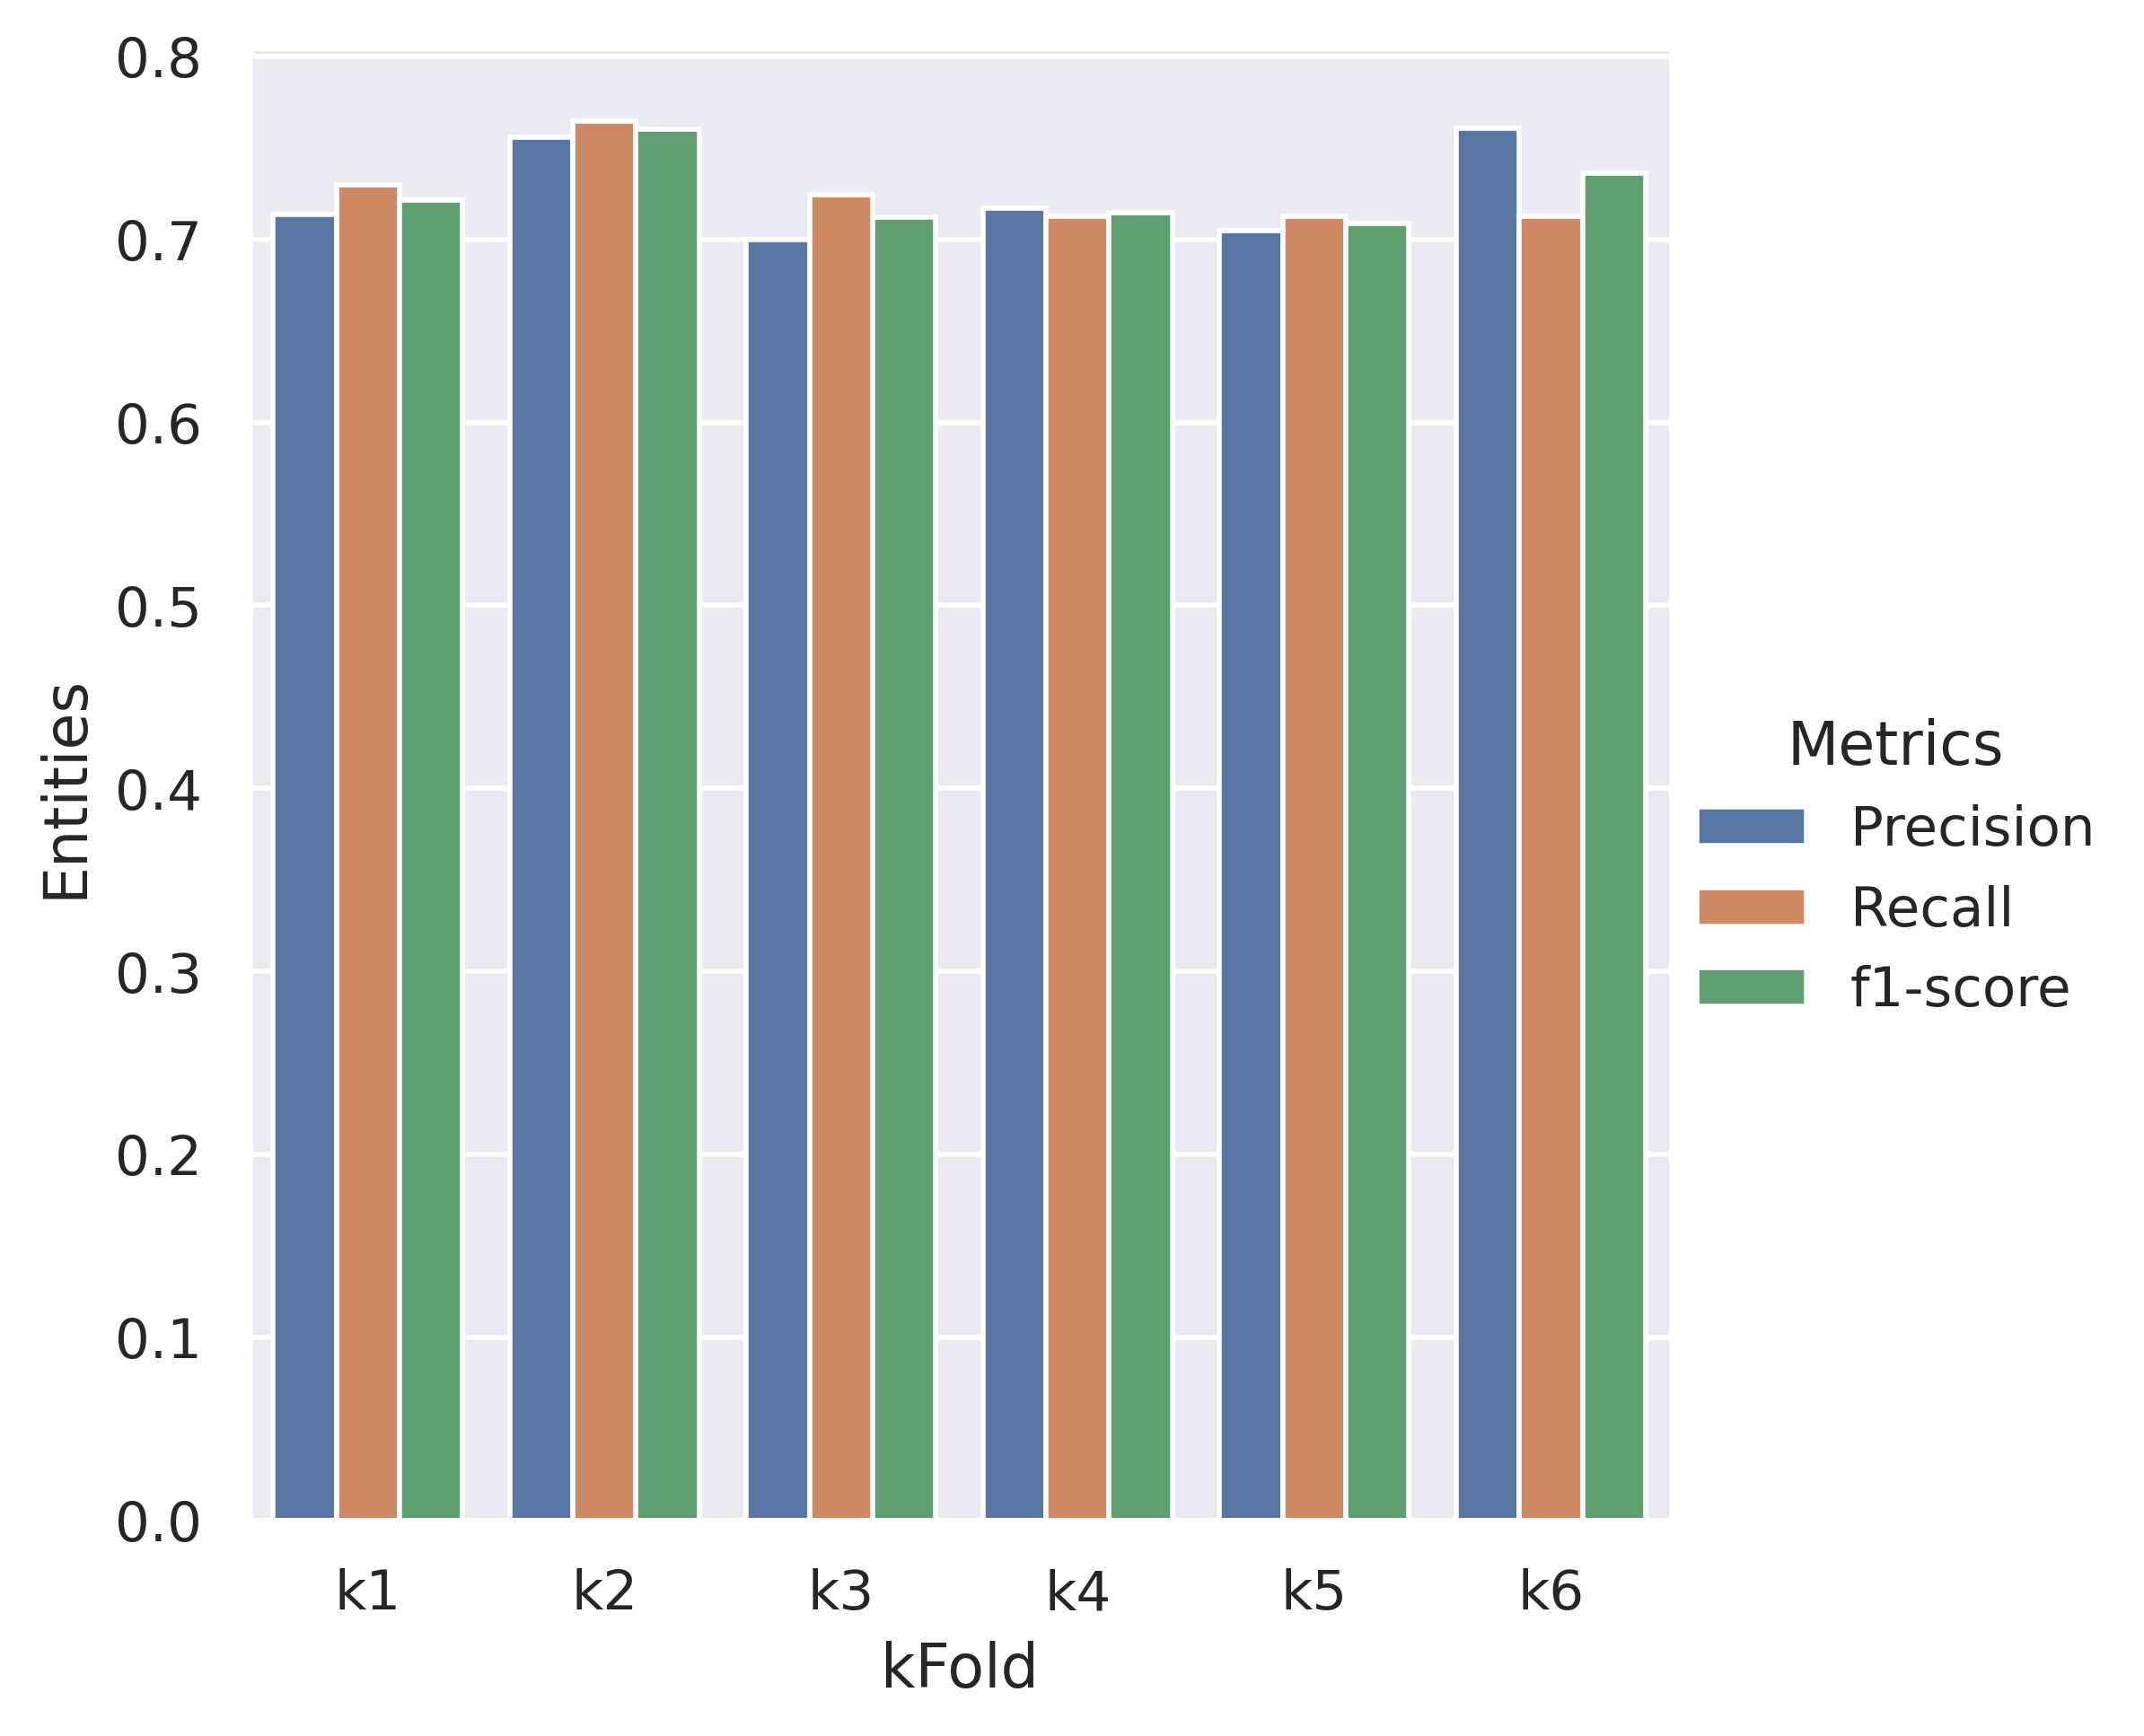 0.8
0.7
0.6
0.5
0.4
0.3
0.2
0.1
0.0
Entities
k1 k2 k3 k4 k5 k6
kFold
Metrics
Precision
Recall
f1-score